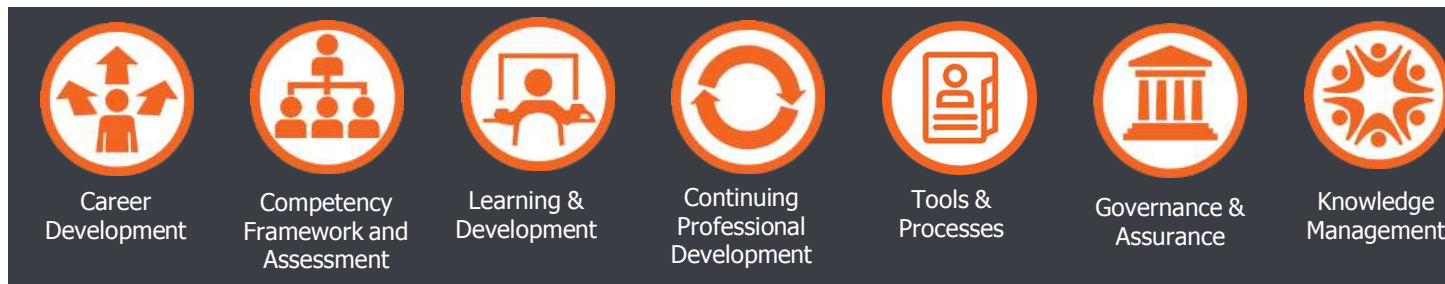 Career
Development
Competency
Framework and
Assessment
Learning &
Development
Continuing
Professional
Development
Tools &
Processes
Governance &
Assurance
Knowledge
Management